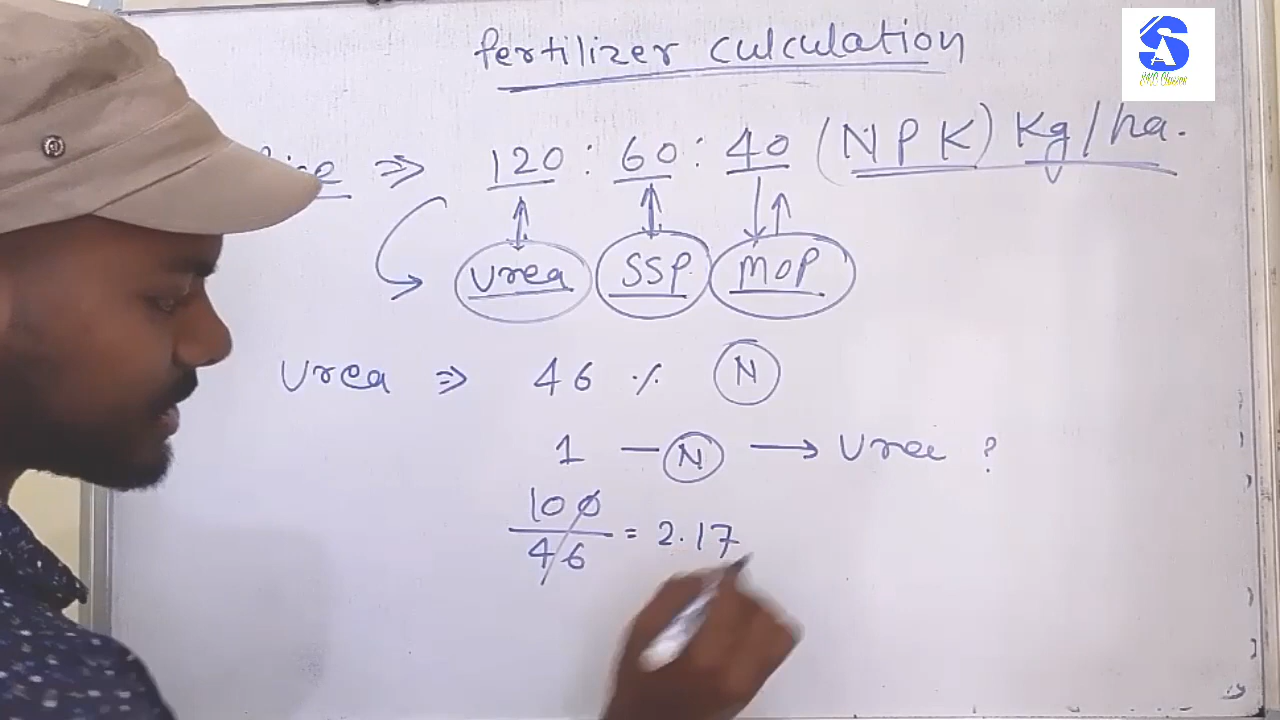 fertilizer culculation
⇒ 120 : 60 : 40 (NPK) Kg/ha.
Urea SSP MOP
Urea ⇒ 46 % N
1 — N → Urea ?
100
46 = 2.17